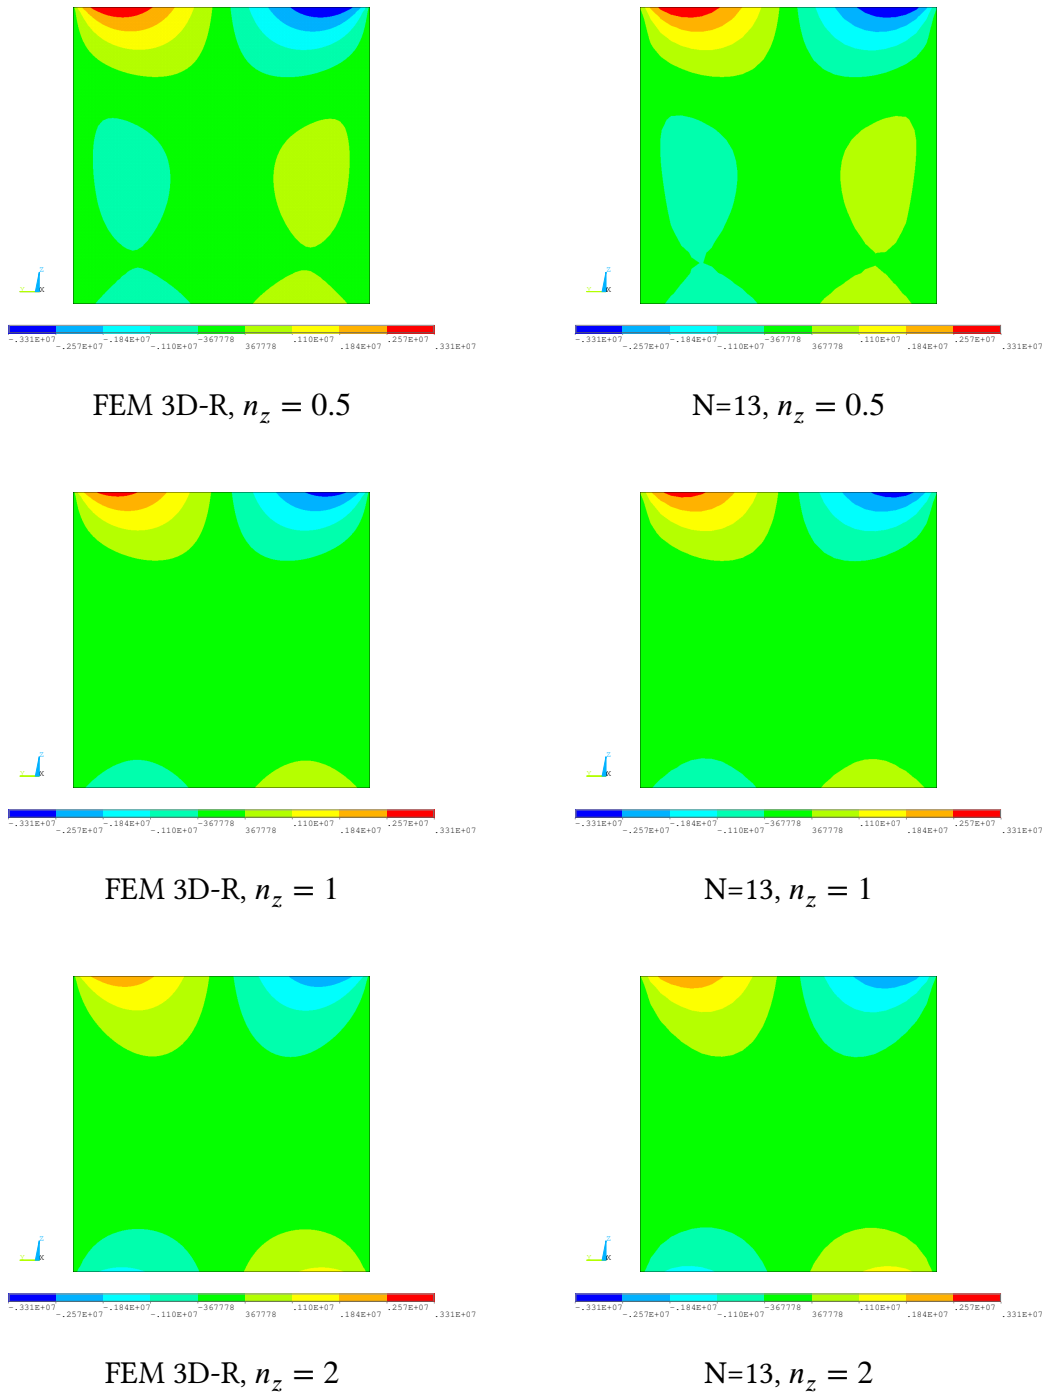 Z
Y X
Z
Y X
-.331E+07 -.184E+07 -367778 .110E+07 .257E+07
-.257E+07 -.110E+07 367778 .184E+07 .331E+07
-.331E+07 -.184E+07 -367778 .110E+07 .257E+07
-.257E+07 -.110E+07 367778 .184E+07 .331E+07
FEM 3D-R, n_z = 0.5
N=13, n_z = 0.5
Z
Y X
Z
Y X
-.331E+07 -.184E+07 -367778 .110E+07 .257E+07
-.257E+07 -.110E+07 367778 .184E+07 .331E+07
-.331E+07 -.184E+07 -367778 .110E+07 .257E+07
-.257E+07 -.110E+07 367778 .184E+07 .331E+07
FEM 3D-R, n_z = 1
N=13, n_z = 1
Z
Y X
Z
Y X
-.331E+07 -.184E+07 -367778 .110E+07 .257E+07
-.257E+07 -.110E+07 367778 .184E+07 .331E+07
-.331E+07 -.184E+07 -367778 .110E+07 .257E+07
-.257E+07 -.110E+07 367778 .184E+07 .331E+07
FEM 3D-R, n_z = 2
N=13, n_z = 2